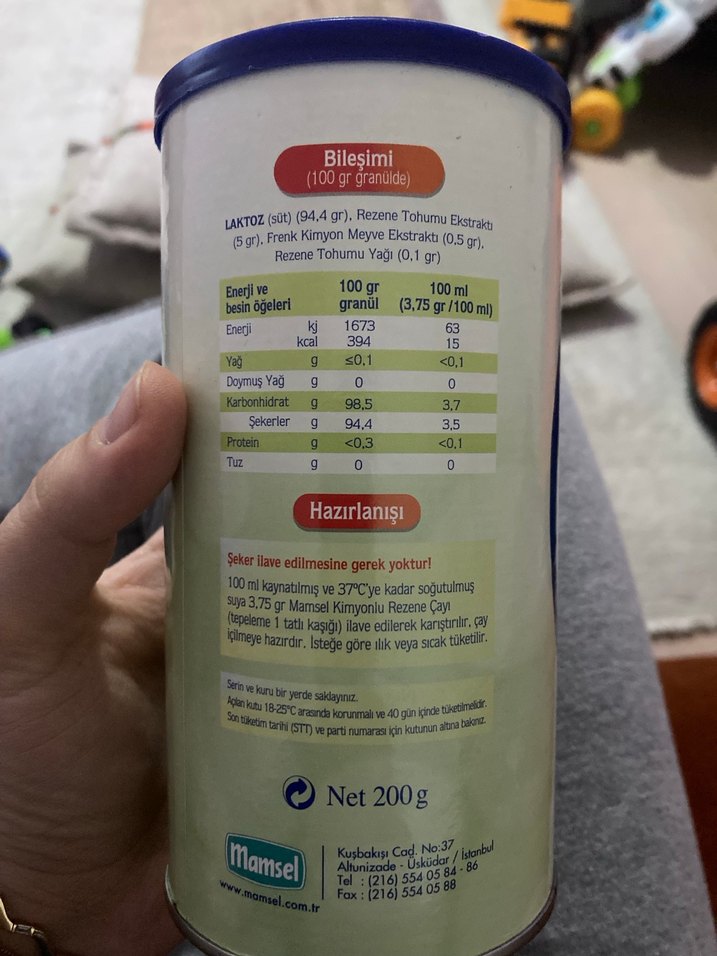 Bileşimi
(100 gr granülde)
LAKTOZ (süt) (94,4 gr), Rezene Tohumu Ekstraktı
(5 gr), Frenk Kimyon Meyve Ekstraktı (0,5 gr),
Rezene Tohumu Yağı (0,1 gr)
Enerji ve besin öğeleri 100 gr granül 100 ml (3,75 gr /100 ml)
Enerji kj 1673 63
kcal 394 15
Yağ g ≤0,1 <0,1
Doymuş Yağ g 0 0
Karbonhidrat g 98,5 3,7
Şekerler g 94,4 3,5
Protein g <0,3 <0,1
Tuz g 0 0
Hazırlanışı
Şeker ilave edilmesine gerek yoktur!
100 ml kaynatılmış ve 37°C'ye kadar soğutulmuş
suya 3,75 gr Mamsel Kimyonlu Rezene Çayı
(tepeleme 1 tatlı kaşığı) ilave edilerek karıştırılır, çay
içilmeye hazırdır. İsteğe göre ılık veya sıcak tüketilir.
Serin ve kuru bir yerde saklayınız.
Açılan kutu 18-25°C arasında korunmalı ve 40 gün içinde tüketilmelidir.
Son tüketim tarihi (STT) ve parti numarası için kutunun altına bakınız.
Net 200 g
Mamsel
www.mamsel.com.tr
Kuşbakışı Cad. No:37
Altunizade - Üsküdar / İstanbul
Tel : (216) 554 05 84 - 86
Fax : (216) 554 05 88